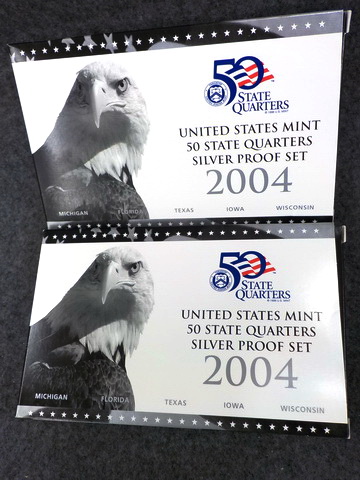 50
STATE
QUARTERS
UNITED STATES MINT
50 STATE QUARTERS
SILVER PROOF SET
2004
MICHIGAN FLORIDA TEXAS IOWA WISCONSIN
50
STATE
QUARTERS
UNITED STATES MINT
50 STATE QUARTERS
SILVER PROOF SET
2004
MICHIGAN FLORIDA TEXAS IOWA WISCONSIN